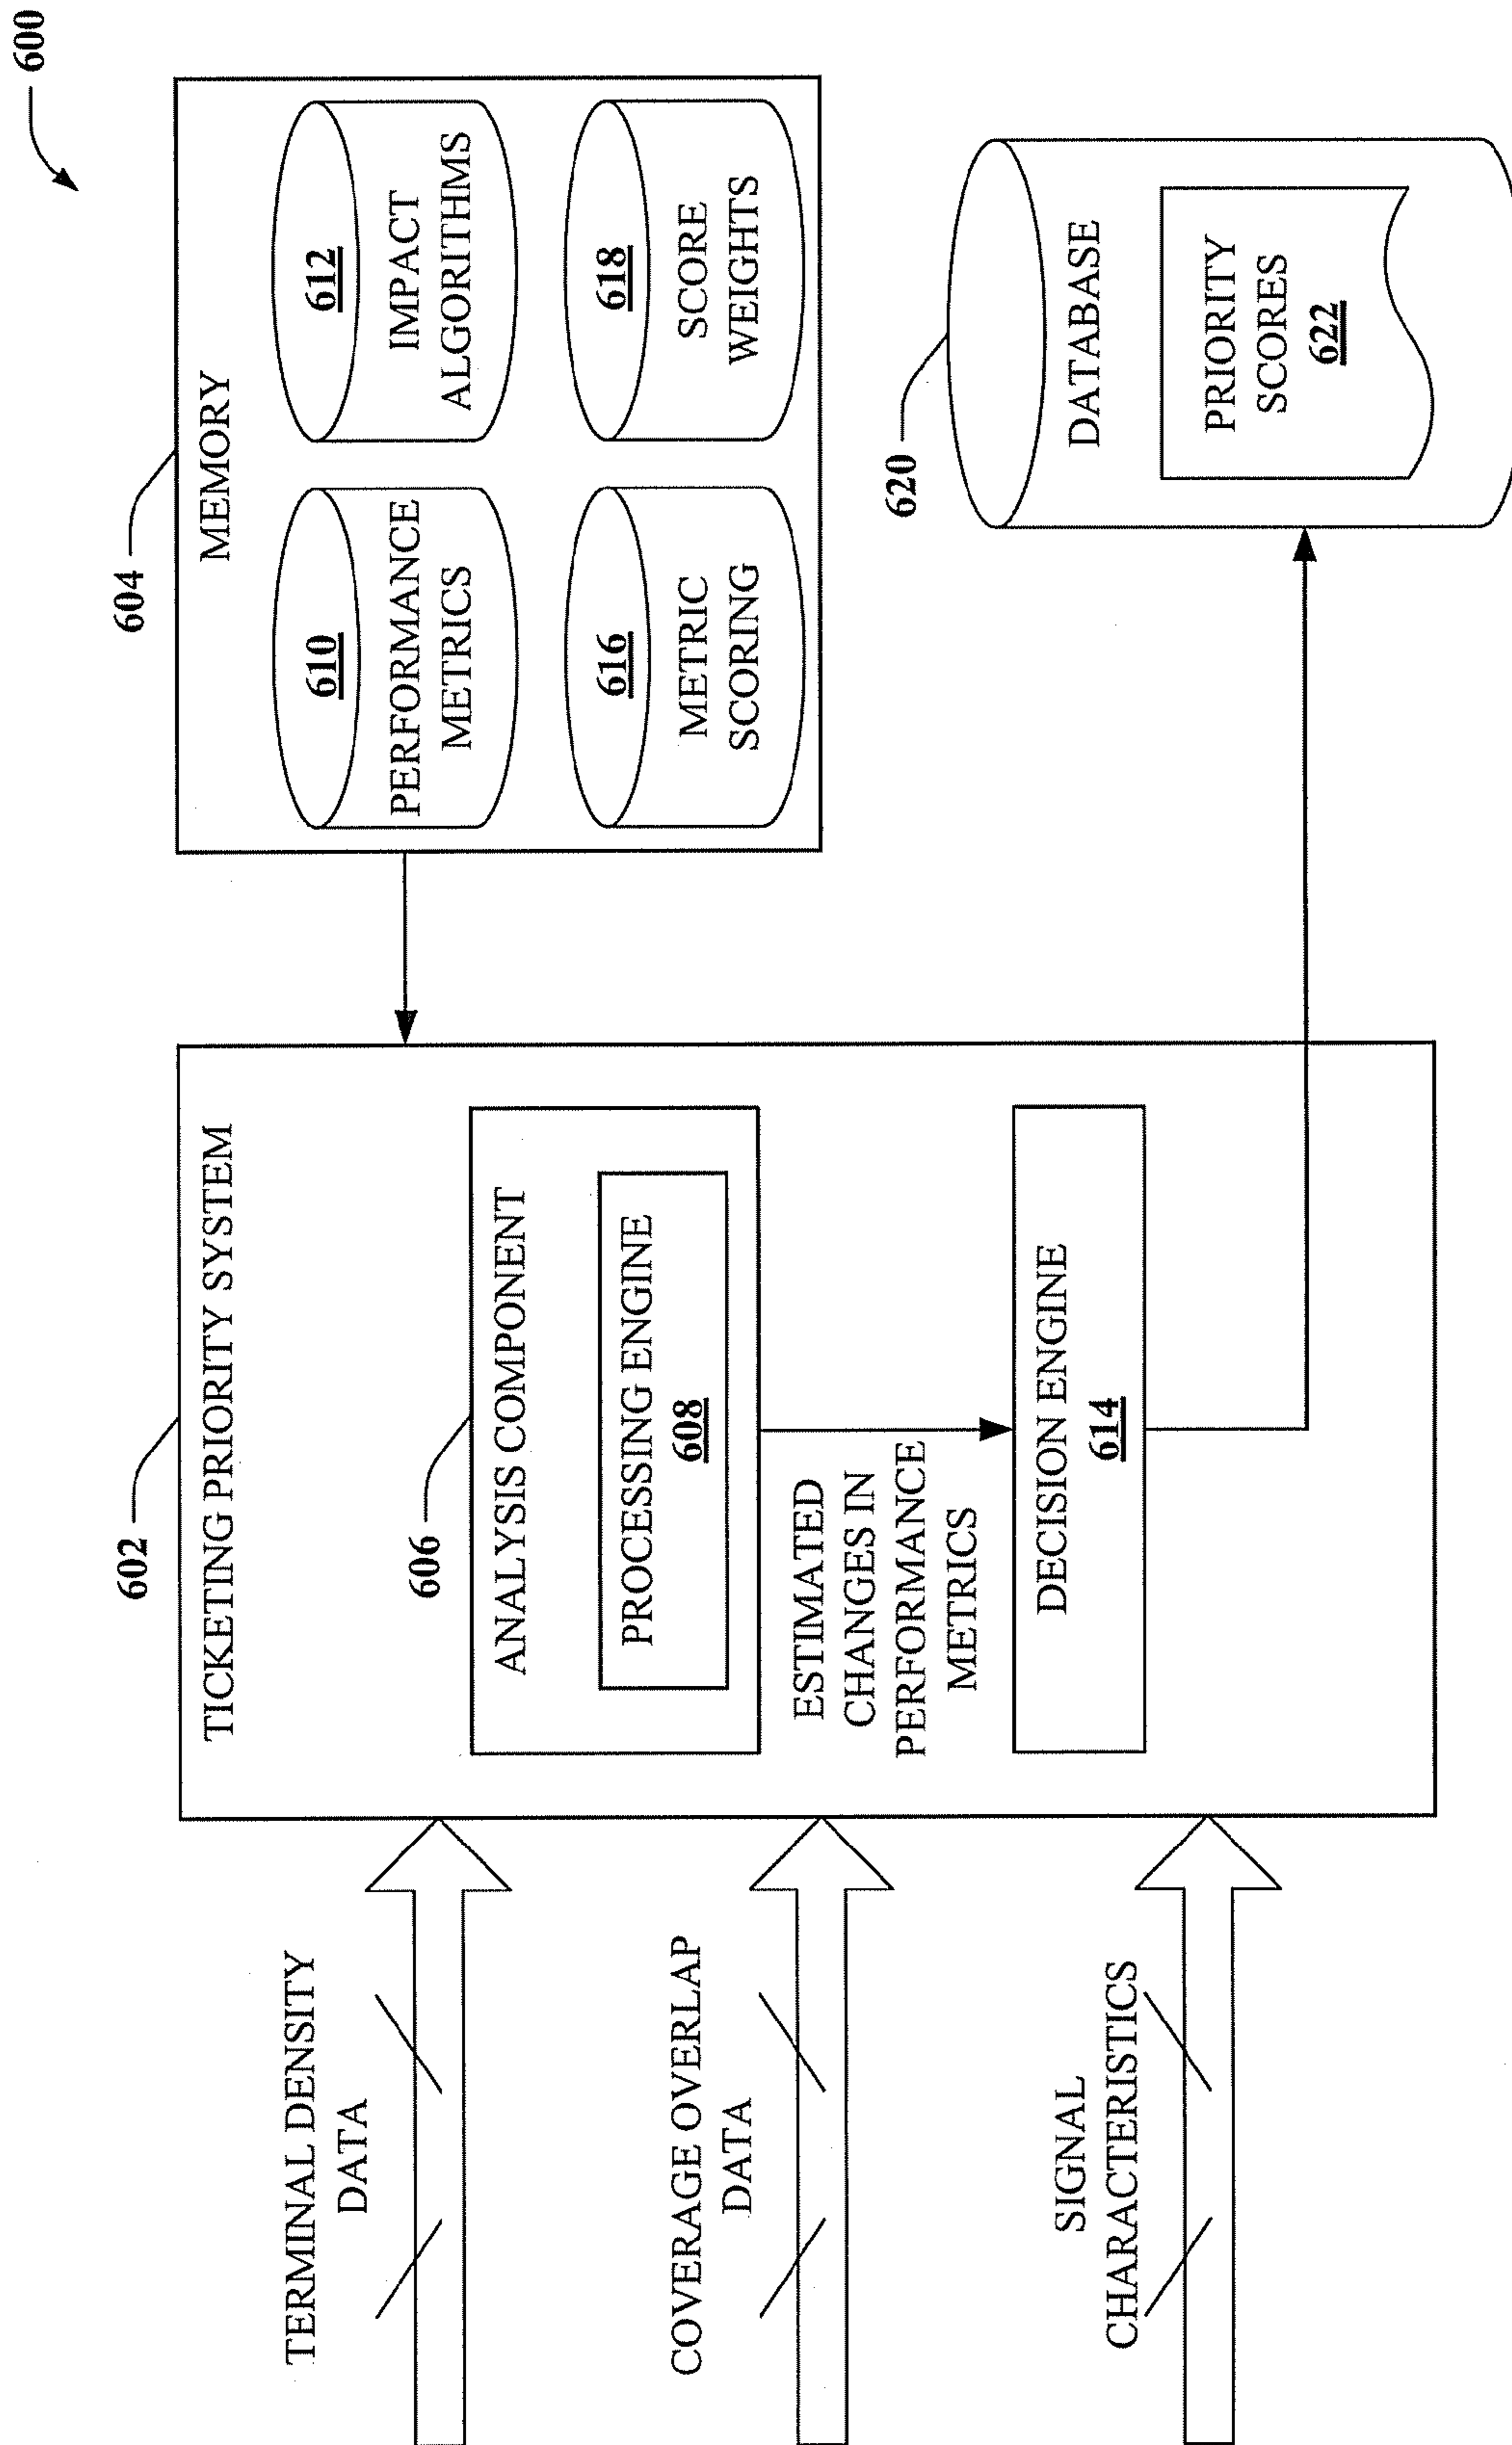 600
602
TICKETING PRIORITY SYSTEM
606
ANALYSIS COMPONENT
PROCESSING ENGINE
608
ESTIMATED
CHANGES IN
PERFORMANCE
METRICS
DECISION ENGINE
614
TERMINAL DENSITY
DATA
COVERAGE OVERLAP
DATA
SIGNAL
CHARACTERISTICS
604
MEMORY
610
PERFORMANCE
METRICS
612
IMPACT
ALGORITHMS
616
METRIC
SCORING
618
SCORE
WEIGHTS
620
DATABASE
PRIORITY
SCORES
622